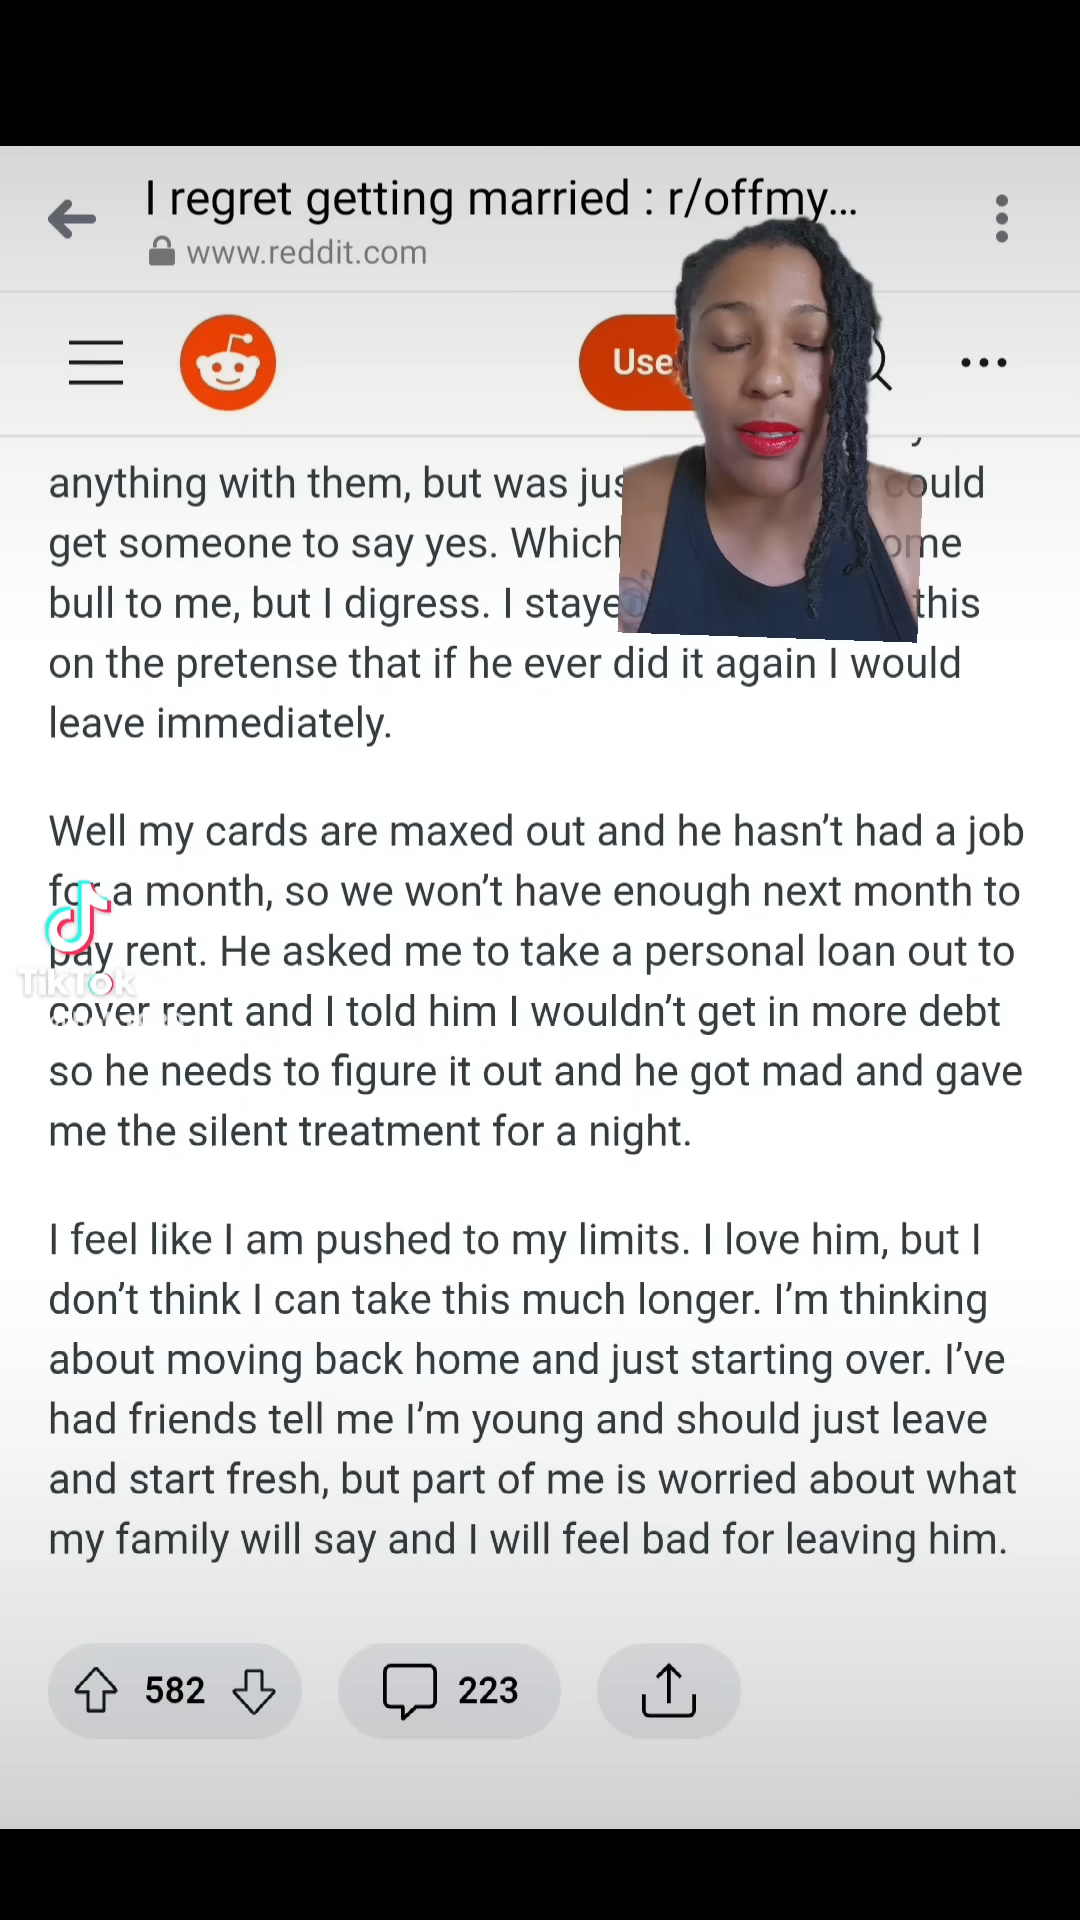 I regret getting married : r/offmy...
www.reddit.com
Use
anything with them, but was jus could
get someone to say yes. Which ome
bull to me, but I digress. I staye this
on the pretense that if he ever did it again I would
leave immediately.
Well my cards are maxed out and he hasn't had a job
for a month, so we won't have enough next month to
pay rent. He asked me to take a personal loan out to
TikTok
cover rent and I told him I wouldn't get in more debt
so he needs to figure it out and he got mad and gave
me the silent treatment for a night.
I feel like I am pushed to my limits. I love him, but I
don't think I can take this much longer. I'm thinking
about moving back home and just starting over. I've
had friends tell me I'm young and should just leave
and start fresh, but part of me is worried about what
my family will say and I will feel bad for leaving him.
582
223